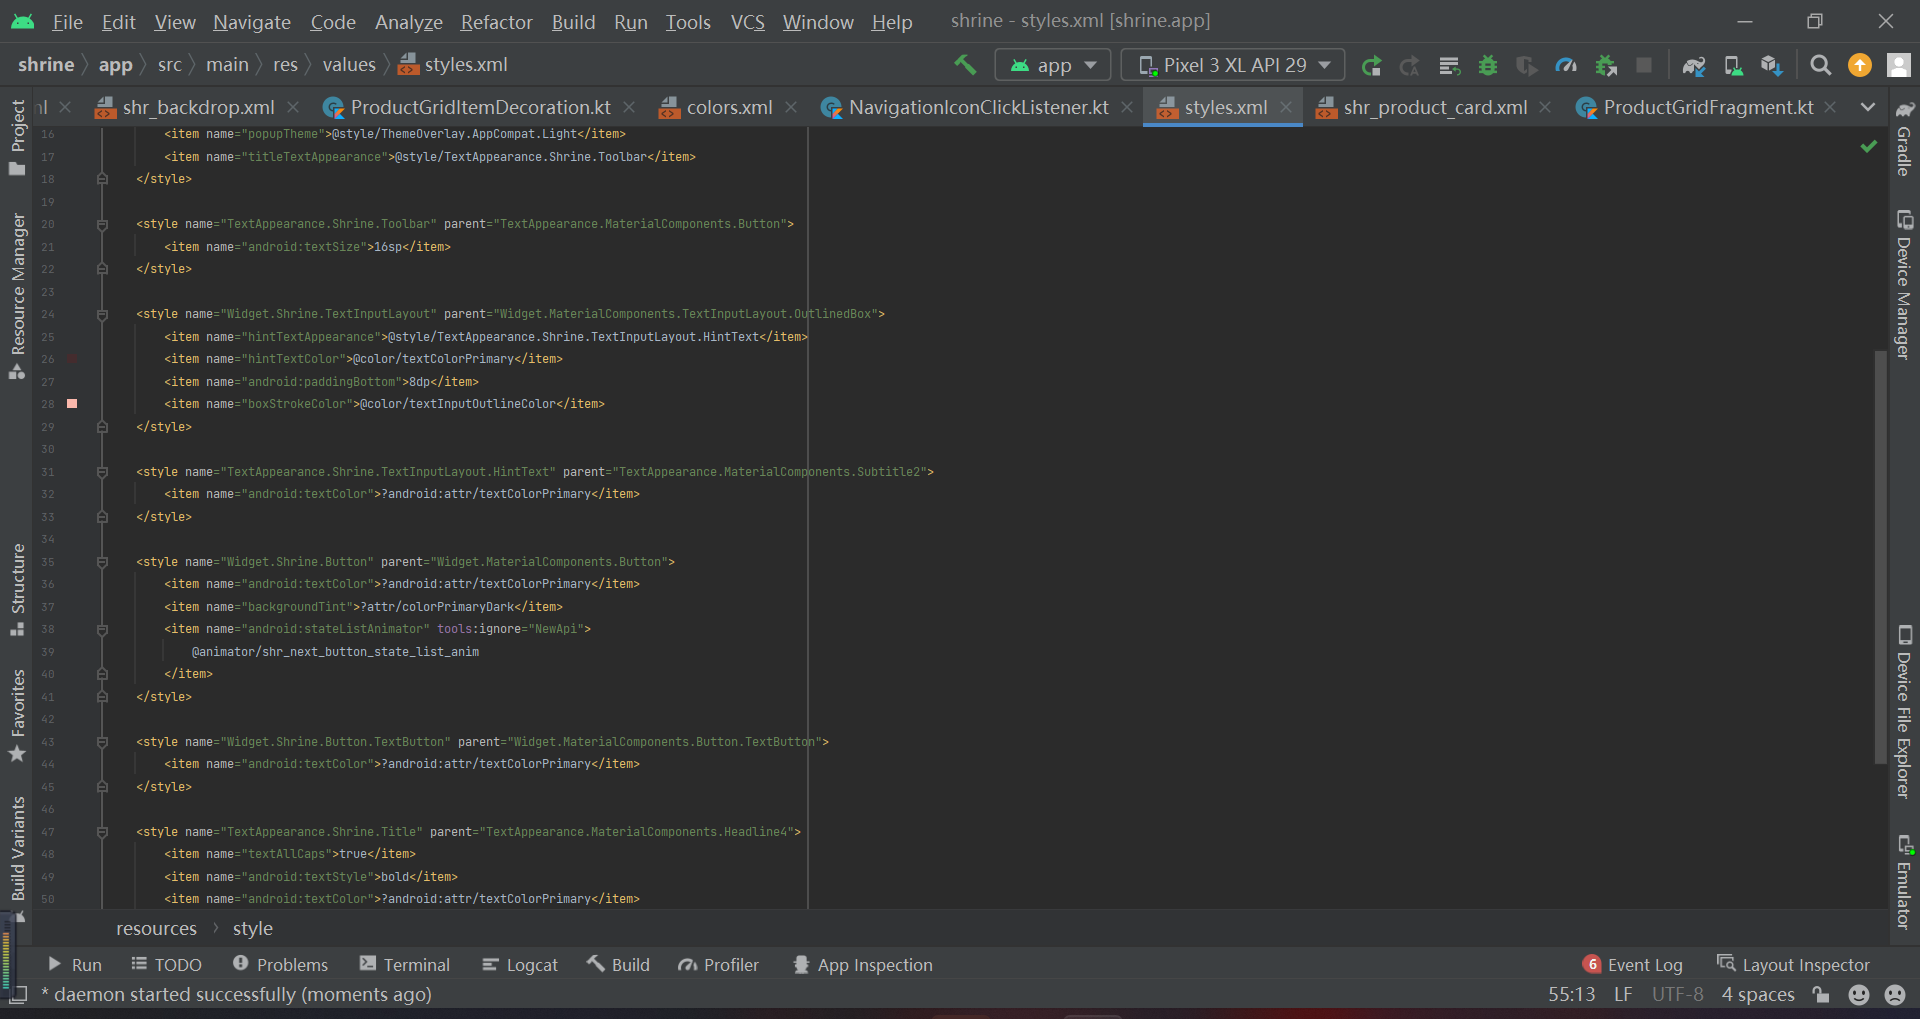 File Edit View Navigate Code Analyze Refactor Build Run Tools VCS Window Help shrine - styles.xml [shrine.app]
shrine app src main res values styles.xml app Pixel 3 XL API 29
shr_backdrop.xml ProductGridItemDecoration.kt colors.xml NavigationIconClickListener.kt styles.xml shr_product_card.xml ProductGridFragment.kt
Project
Resource Manager
Structure
Favorites
Build Variants
16 <item name="popupTheme">@style/ThemeOverlay.AppCompat.Light</item>
17 <item name="titleTextAppearance">@style/TextAppearance.Shrine.Toolbar</item>
18 </style>
19
20 <style name="TextAppearance.Shrine.Toolbar" parent="TextAppearance.MaterialComponents.Button">
21 <item name="android:textSize">16sp</item>
22 </style>
23
24 <style name="Widget.Shrine.TextInputLayout" parent="Widget.MaterialComponents.TextInputLayout.OutlinedBox">
25 <item name="hintTextAppearance">@style/TextAppearance.Shrine.TextInputLayout.HintText</item>
26 <item name="hintTextColor">@color/textColorPrimary</item>
27 <item name="android:paddingBottom">8dp</item>
28 <item name="boxStrokeColor">@color/textInputOutlineColor</item>
29 </style>
30
31 <style name="TextAppearance.Shrine.TextInputLayout.HintText" parent="TextAppearance.MaterialComponents.Subtitle2">
32 <item name="android:textColor">?android:attr/textColorPrimary</item>
33 </style>
34
35 <style name="Widget.Shrine.Button" parent="Widget.MaterialComponents.Button">
36 <item name="android:textColor">?android:attr/textColorPrimary</item>
37 <item name="backgroundTint">?attr/colorPrimaryDark</item>
38 <item name="android:stateListAnimator" tools:ignore="NewApi">
39 @animator/shr_next_button_state_list_anim
40 </item>
41 </style>
42
43 <style name="Widget.Shrine.Button.TextButton" parent="Widget.MaterialComponents.Button.TextButton">
44 <item name="android:textColor">?android:attr/textColorPrimary</item>
45 </style>
46
47 <style name="TextAppearance.Shrine.Title" parent="TextAppearance.MaterialComponents.Headline4">
48 <item name="textAllCaps">true</item>
49 <item name="android:textStyle">bold</item>
50 <item name="android:textColor">?android:attr/textColorPrimary</item>
Gradle
Device Manager
Device File Explorer
Emulator
resources style
Run TODO Problems Terminal Logcat Build Profiler App Inspection 6 Event Log Layout Inspector
* daemon started successfully (moments ago) 55:13 LF UTF-8 4 spaces